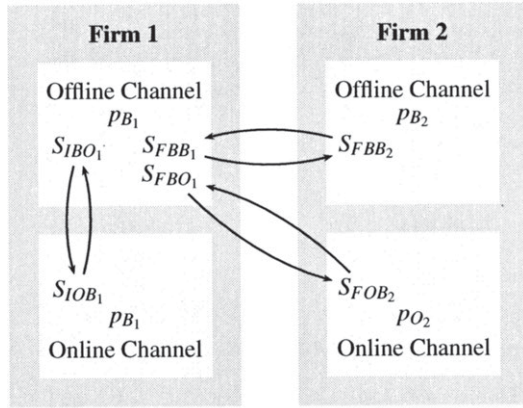 Firm 1
Offline Channel
p_{B_1}
S_{IBO_1} S_{FBB_1}
S_{FBO_1}
S_{IOB_1}
p_{B_1}
Online Channel
Firm 2
Offline Channel
p_{B_2}
S_{FBB_2}
S_{FOB_2}
p_{O_2}
Online Channel